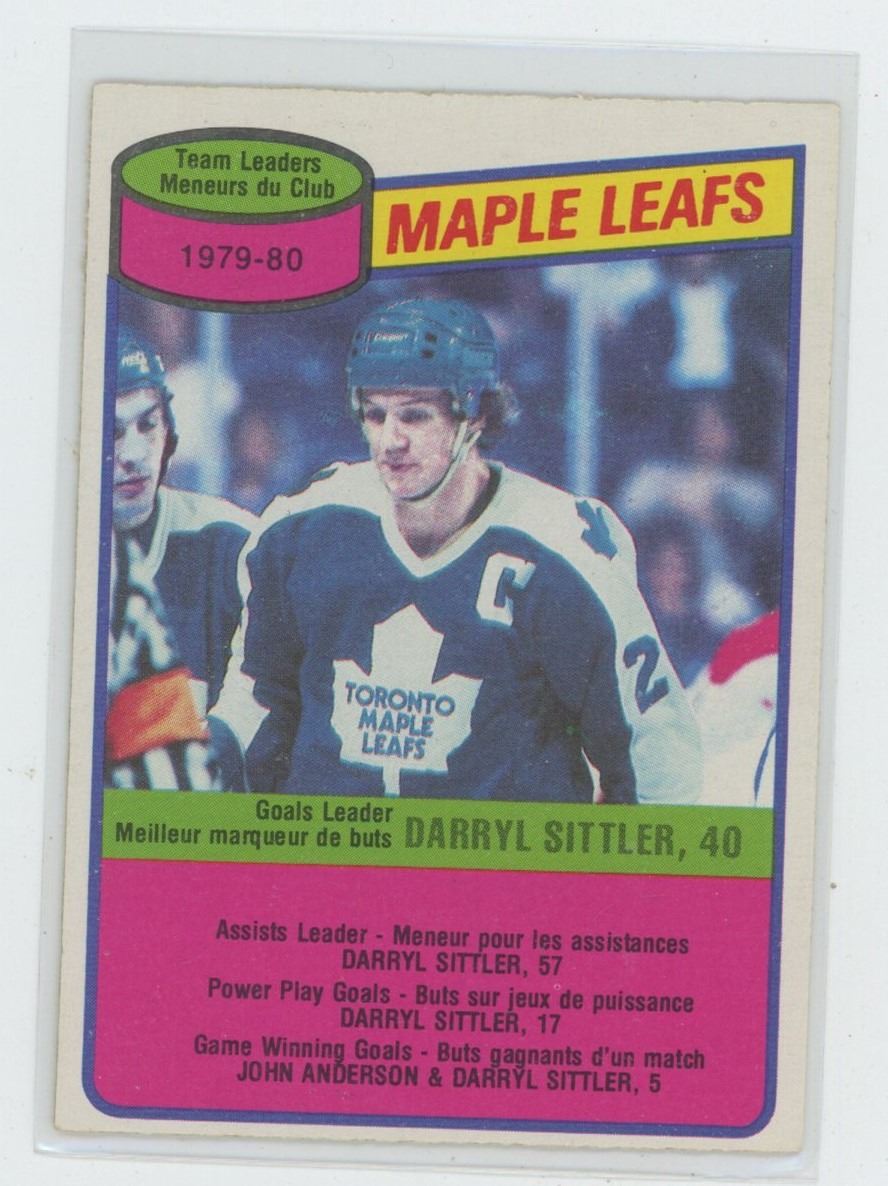 Team Leaders
Meneurs du Club
1979-80
MAPLE LEAFS
Cooper
C
2
TORONTO
MAPLE
LEAFS
Goals Leader
Meilleur marqueur de buts
DARRYL SITTLER, 40
Assists Leader - Meneur pour les assistances
DARRYL SITTLER, 57
Power Play Goals - Buts sur jeux de puissance
DARRYL SITTLER, 17
Game Winning Goals - Buts gagnants d'un match
JOHN ANDERSON & DARRYL SITTLER, 5